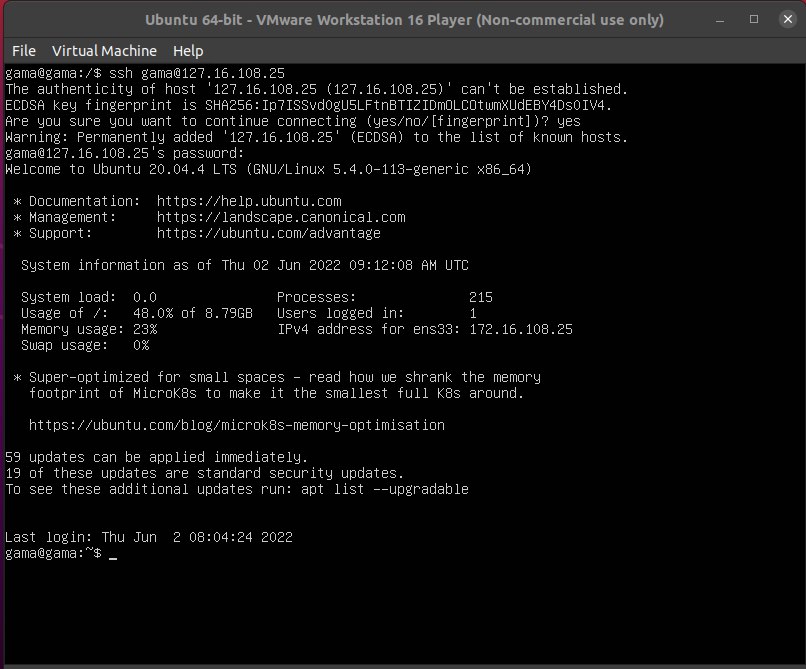 Ubuntu 64-bit - VMware Workstation 16 Player (Non-commercial use only)
File Virtual Machine Help
gama@gama:/$ ssh gama@127.16.108.25
The authenticity of host '127.16.108.25 (127.16.108.25)' can't be established.
ECDSA key fingerprint is SHA256:Ip7ISSvdOgU5LFtnBTIZIDmOLCOtwmXUdEBY4DsOIV4.
Are you sure you want to continue connecting (yes/no/[fingerprint])? yes
Warning: Permanently added '127.16.108.25' (ECDSA) to the list of known hosts.
gama@127.16.108.25's password:
Welcome to Ubuntu 20.04.4 LTS (GNU/Linux 5.4.0-113-generic x86_64)
* Documentation: https://help.ubuntu.com
* Management: https://landscape.canonical.com
* Support: https://ubuntu.com/advantage
System information as of Thu 02 Jun 2022 09:12:08 AM UTC
System load: 0.0 Processes: 215
Usage of /: 48.0% of 8.79GB Users logged in: 1
Memory usage: 23% IPv4 address for ens33: 172.16.108.25
Swap usage: 0%
* Super-optimized for small spaces - read how we shrank the memory
footprint of MicroK8s to make it the smallest full K8s around.
https://ubuntu.com/blog/microk8s-memory-optimisation
59 updates can be applied immediately.
19 of these updates are standard security updates.
To see these additional updates run: apt list --upgradable
Last login: Thu Jun 2 08:04:24 2022
gama@gama:~$ _